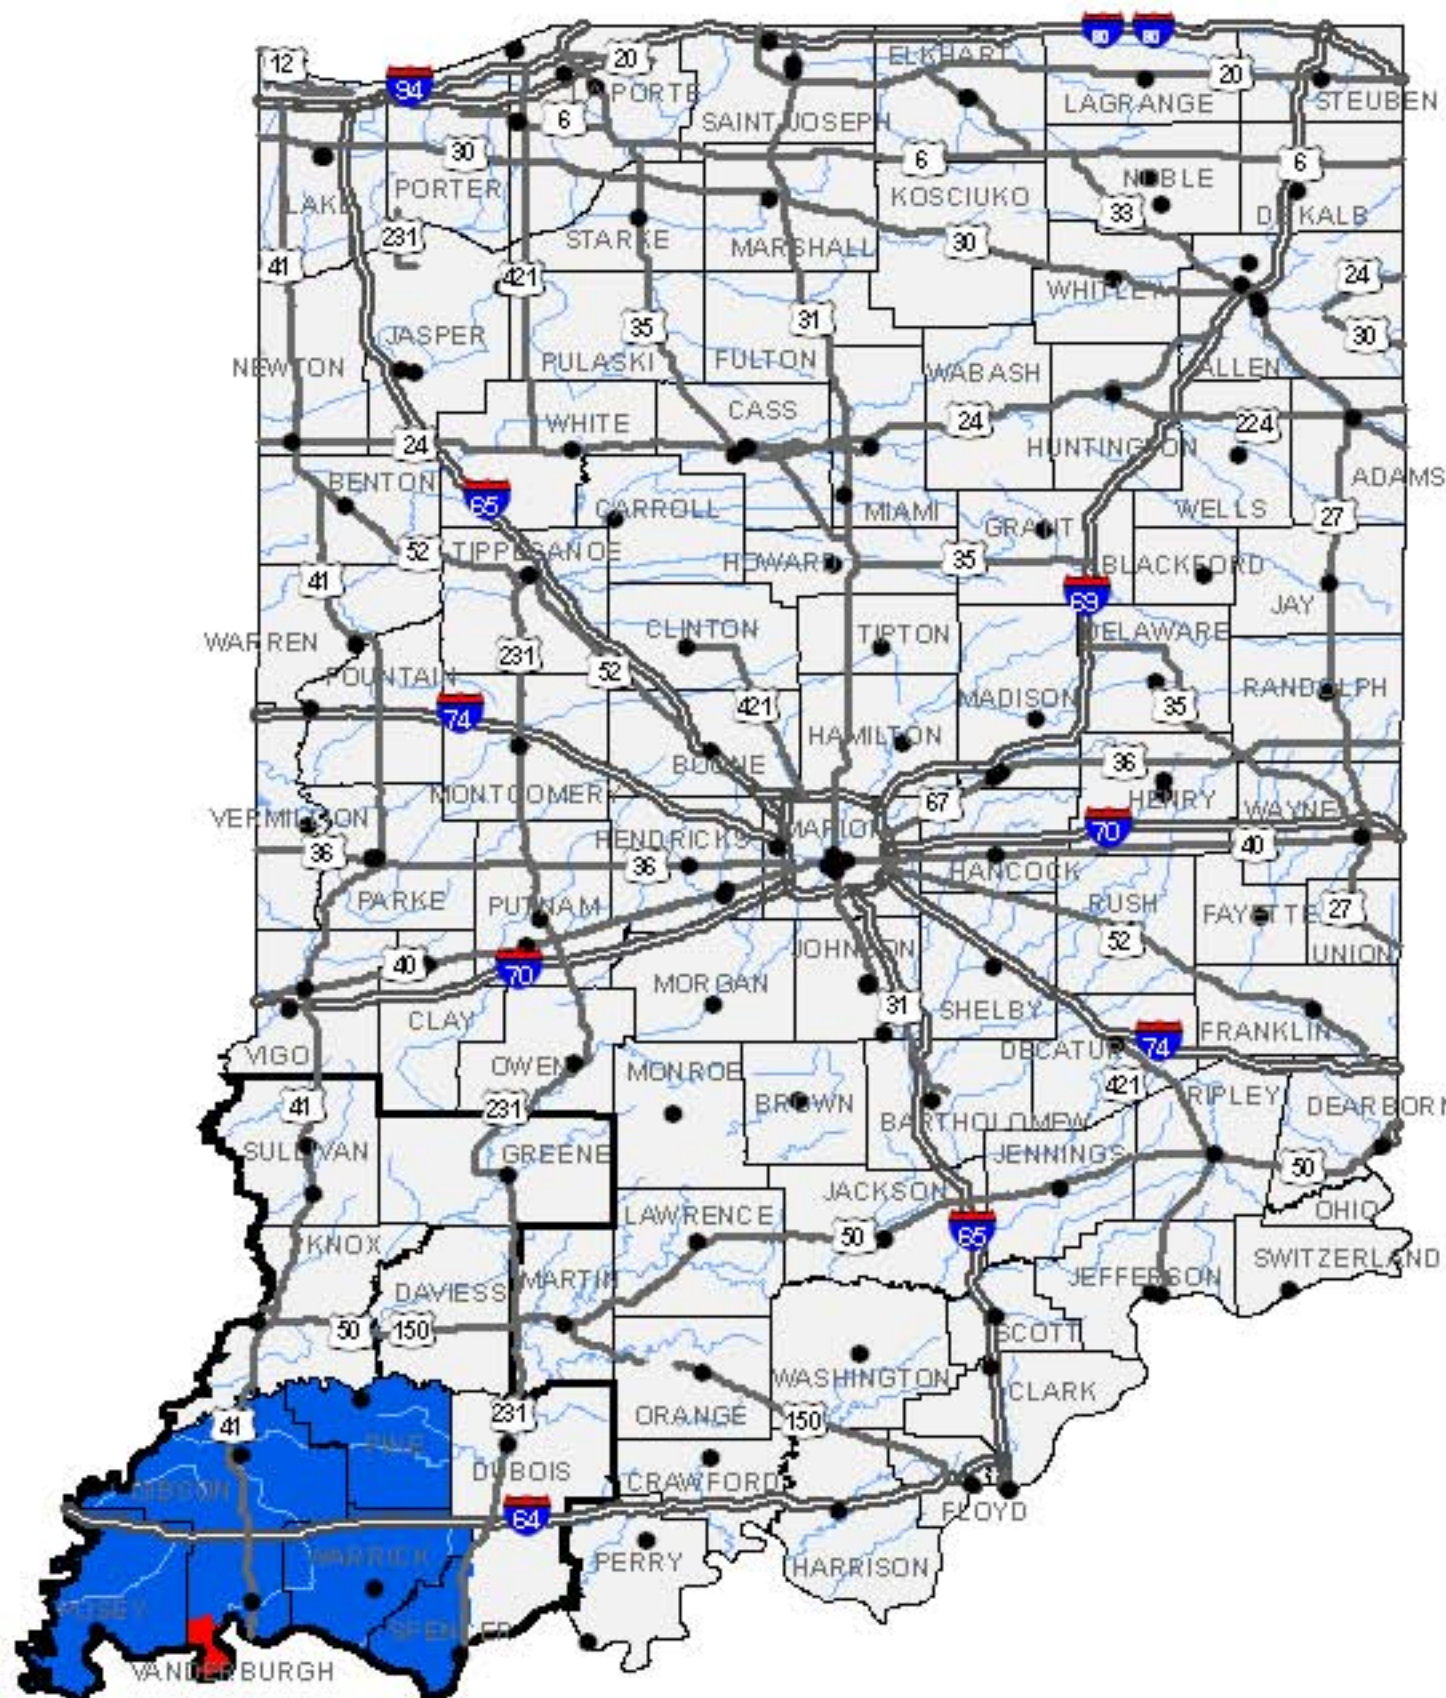 12
20
80
80
ELKHART
20
94
LAPORTE
LAGRANGE
STEUBEN
6
SAINT JOSEPH
30
6
6
PORTER
KOSCIUKO
NOBLE
LAKE
33
DE KALB
231
STARKE
MARSHALL
30
41
421
24
WHITLEY
35
31
30
JASPER
NEWTON
PULASKI
FULTON
WABASH
ALLEN
CASS
WHITE
24
224
24
HUNTINGTON
BENTON
ADAMS
65
CARROLL
MIAMI
WELLS
27
GRANT
52
TIPPECANOE
HOWARD
35
BLACKFORD
41
69
JAY
WARREN
CLINTON
TIPTON
DELAWARE
231
52
FOUNTAIN
RANDOLPH
74
421
MADISON
35
HAMILTON
BOONE
36
MONTGOMERY
67
HENRY
WAYNE
VERMILLION
MARION
70
HENDRICKS
40
36
36
HANCOCK
PARKE
PUTNAM
RUSH
FAYETTE
27
52
JOHNSON
UNION
40
70
MORGAN
31
SHELBY
CLAY
FRANKLIN
VIGO
DECATUR
74
OWEN
MONROE
421
41
231
BROWN
RIPLEY
DEARBORN
BARTHOLOMEW
SULLIVAN
GREENE
JENNINGS
50
JACKSON
LAWRENCE
OHIO
50
65
KNOX
SWITZERLAND
MARTIN
JEFFERSON
DAVIESS
50
150
SCOTT
WASHINGTON
CLARK
231
ORANGE
150
41
PIKE
DUBOIS
CRAWFORD
GIBSON
64
FLOYD
WARRICK
PERRY
HARRISON
POSEY
SPENCER
VANDERBURGH